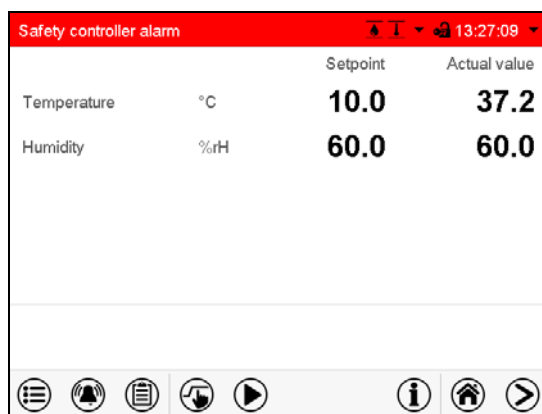 Safety controller alarm 13:27:09
Setpoint Actual value
Temperature °C 10.0 37.2
Humidity %rH 60.0 60.0